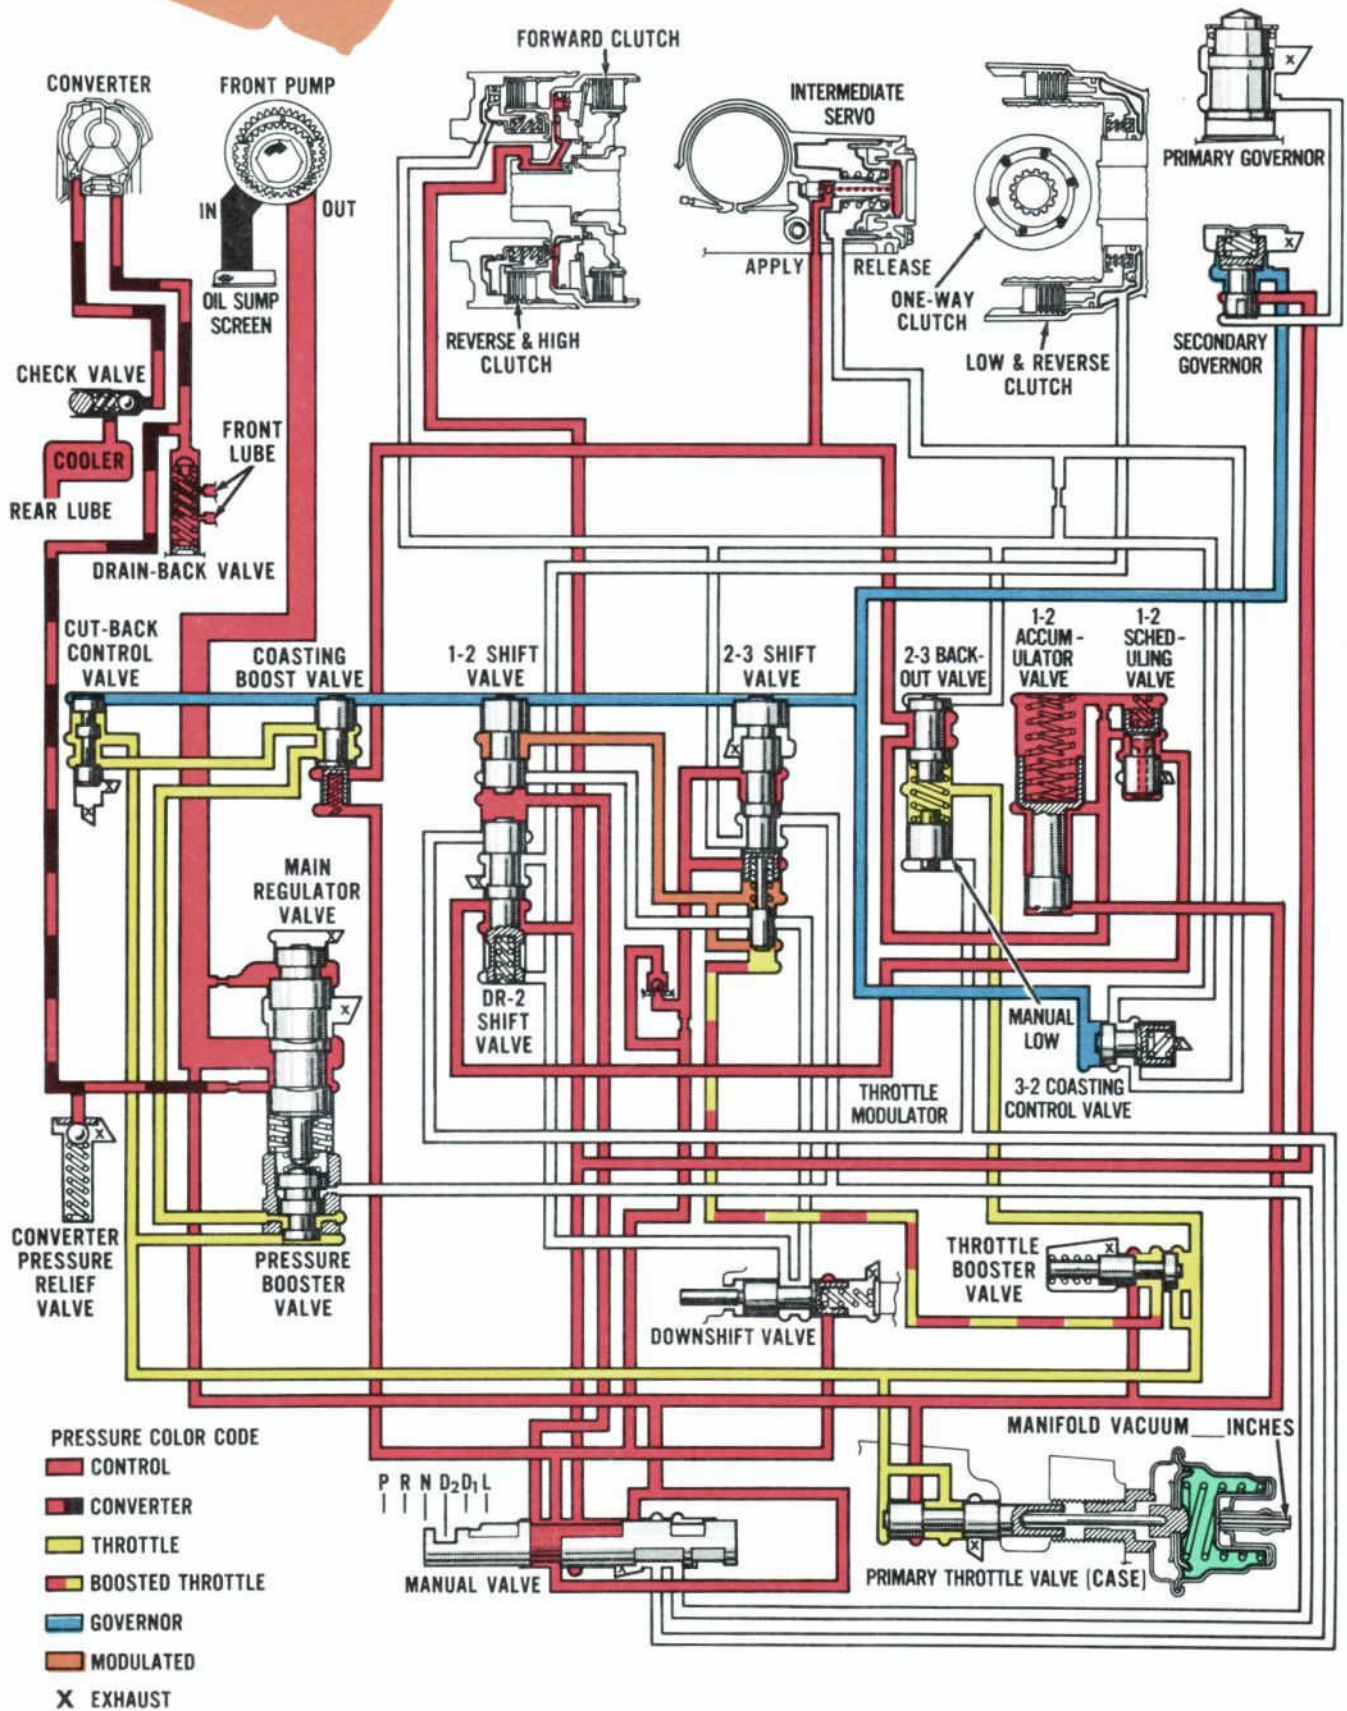 FORWARD CLUTCH
CONVERTER
FRONT PUMP
INTERMEDIATE
SERVO
X
PRIMARY GOVERNOR
IN
OUT
APPLY
RELEASE
X
OIL SUMP
SCREEN
ONE-WAY
CLUTCH
REVERSE & HIGH
CLUTCH
SECONDARY
GOVERNOR
LOW & REVERSE
CLUTCH
CHECK VALVE
FRONT
LUBE
COOLER
REAR LUBE
DRAIN-BACK VALVE
CUT-BACK
CONTROL
VALVE
COASTING
BOOST VALVE
1-2 SHIFT
VALVE
2-3 SHIFT
VALVE
2-3 BACK-
OUT VALVE
1-2
ACCUM-
ULATOR
VALVE
1-2
SCHED-
ULING
VALVE
X
X
X
X
X
MAIN
REGULATOR
VALVE
X
X
X
DR-2
SHIFT
VALVE
MANUAL
LOW
X
THROTTLE
MODULATOR
3-2 COASTING
CONTROL VALVE
X
CONVERTER
PRESSURE
RELIEF
VALVE
PRESSURE
BOOSTER
VALVE
THROTTLE
BOOSTER
VALVE
X
X
DOWNSHIFT VALVE
MANIFOLD VACUUM___INCHES
PRESSURE COLOR CODE
CONTROL
CONVERTER
THROTTLE
BOOSTED THROTTLE
GOVERNOR
MODULATED
X EXHAUST
P R N D2 D1 L
X
MANUAL VALVE
X
PRIMARY THROTTLE VALVE (CASE)